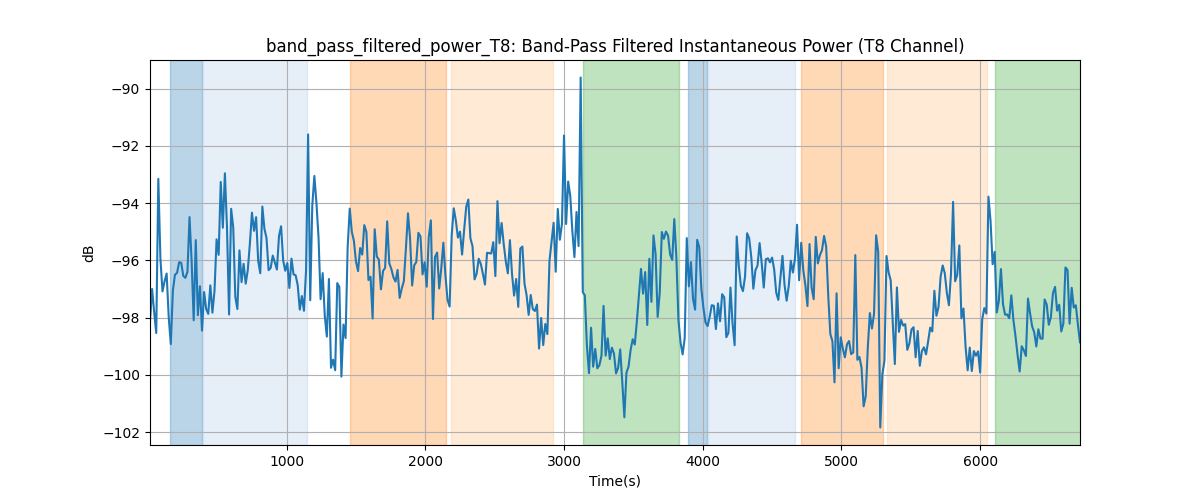 band_pass_filtered_power_T8: Band-Pass Filtered Instantaneous Power (T8 Channel)
−90
−92
−94
−96
−98
−100
−102
dB
1000 2000 3000 4000 5000 6000
Time(s)